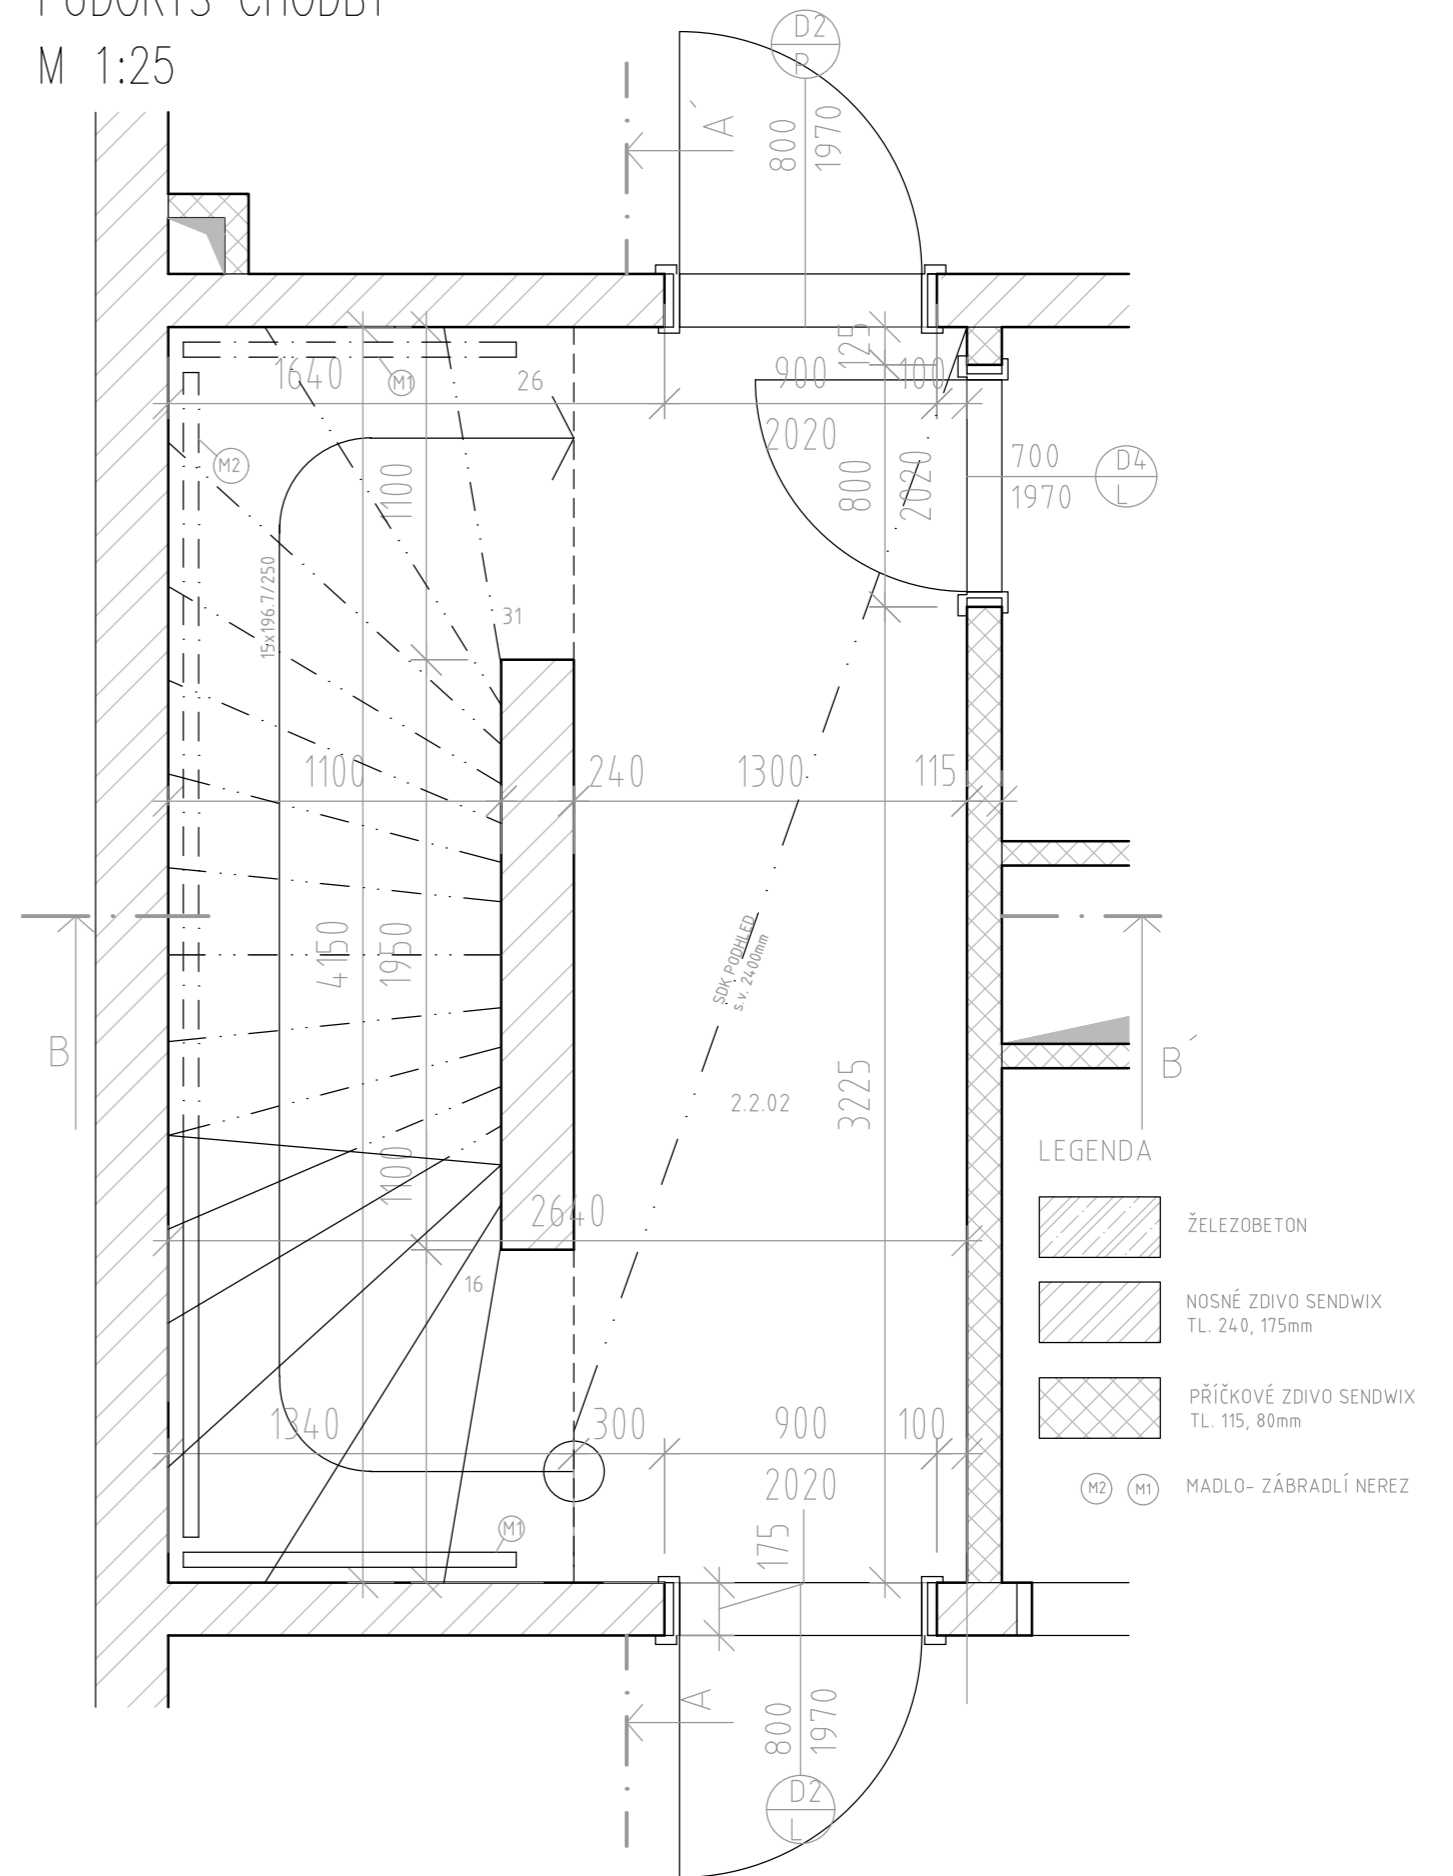 PŮDORYS CHODBY
M 1:25
D2
P
800
1970
A´
1640
M1
26
900
125
100
2020
M2
1100
800
2020
700
1970
D4
L
15x196.7/250
31
1100
240
1300
115
4150
1950
SDK PODHLED
s.v. 2400mm
B
B´
2.2.02
3225
1100
2640
16
LEGENDA
ŽELEZOBETON
NOSNÉ ZDIVO SENDWIX
TL. 240, 175mm
PŘÍČKOVÉ ZDIVO SENDWIX
TL. 115, 80mm
M2 M1 MADLO- ZÁBRADLÍ NEREZ
1340
300
900
100
2020
175
M1
A
800
1970
D2
L